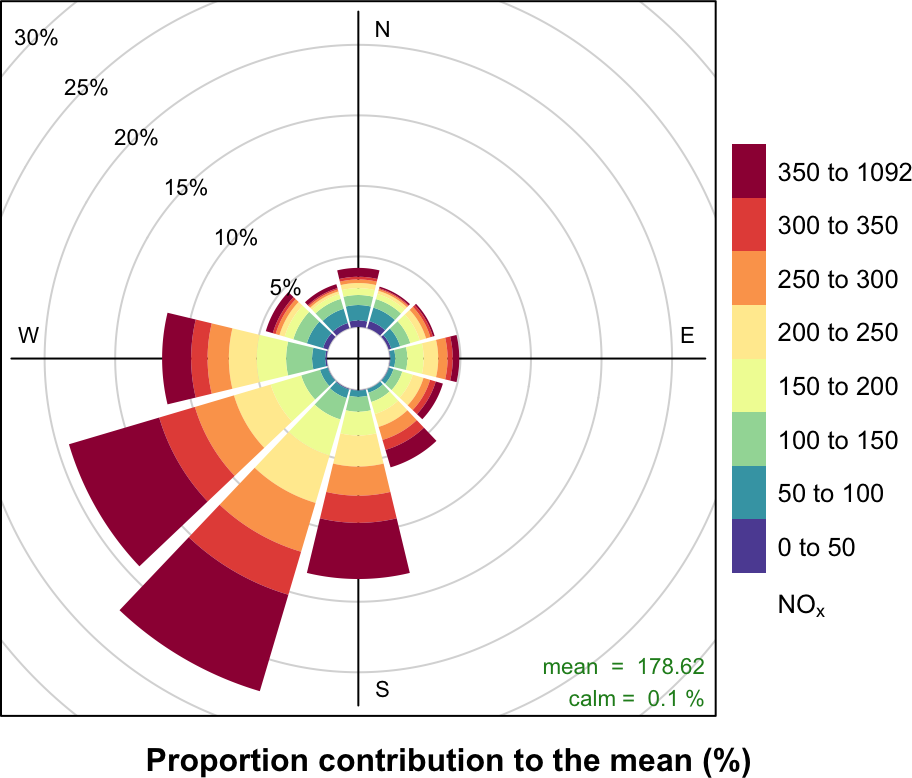 N
30%
25%
20%
15%
10%
5%
W
E
S
mean = 178.62
calm = 0.1 %
350 to 1092
300 to 350
250 to 300
200 to 250
150 to 200
100 to 150
50 to 100
0 to 50
NOₓ
Proportion contribution to the mean (%)